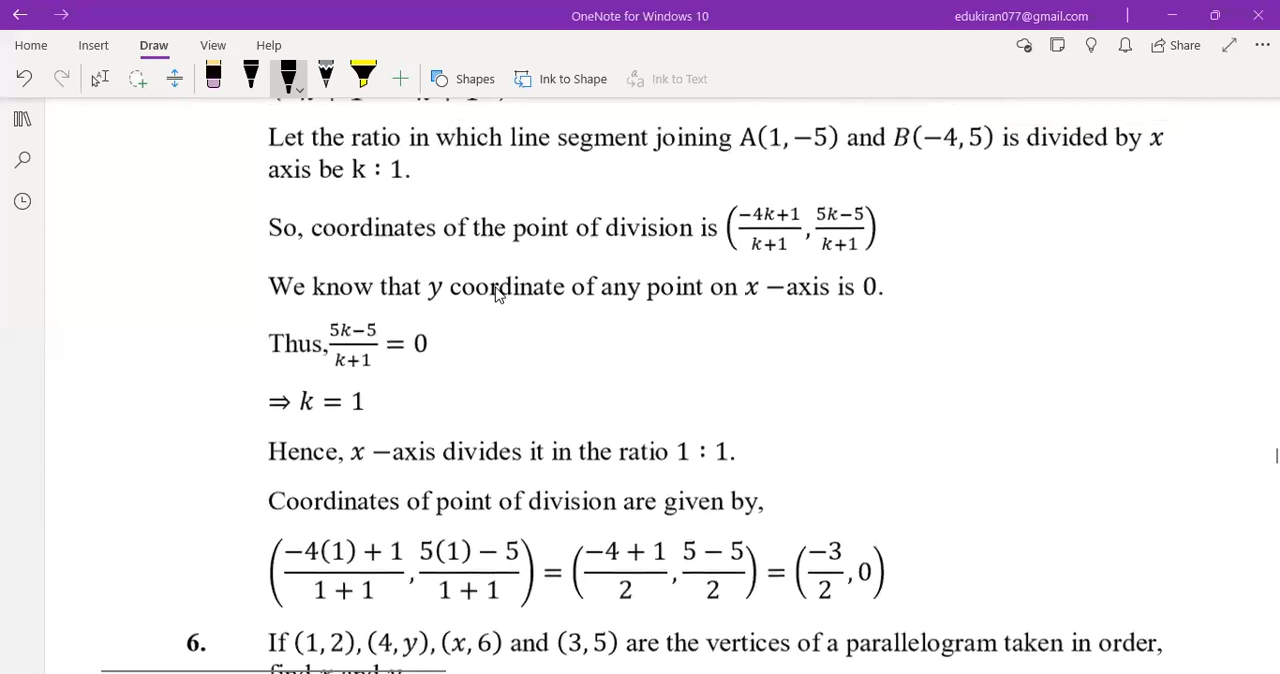 OneNote for Windows 10
edukiran077@gmail.com
Home Insert Draw View Help
Share
Shapes Ink to Shape Ink to Text
Let the ratio in which line segment joining A(1, −5) and B(−4, 5) is divided by x
axis be k : 1.
So, coordinates of the point of division is ((−4k+1)/(k+1), (5k−5)/(k+1))
We know that y coordinate of any point on x −axis is 0.
Thus, (5k−5)/(k+1) = 0
⇒ k = 1
Hence, x −axis divides it in the ratio 1 : 1.
Coordinates of point of division are given by,
((−4(1) + 1)/(1 + 1), (5(1) − 5)/(1 + 1)) = ((−4 + 1)/2, (5 − 5)/2) = (−3/2, 0)
6. If (1, 2), (4, y), (x, 6) and (3, 5) are the vertices of a parallelogram taken in order,
find x and y